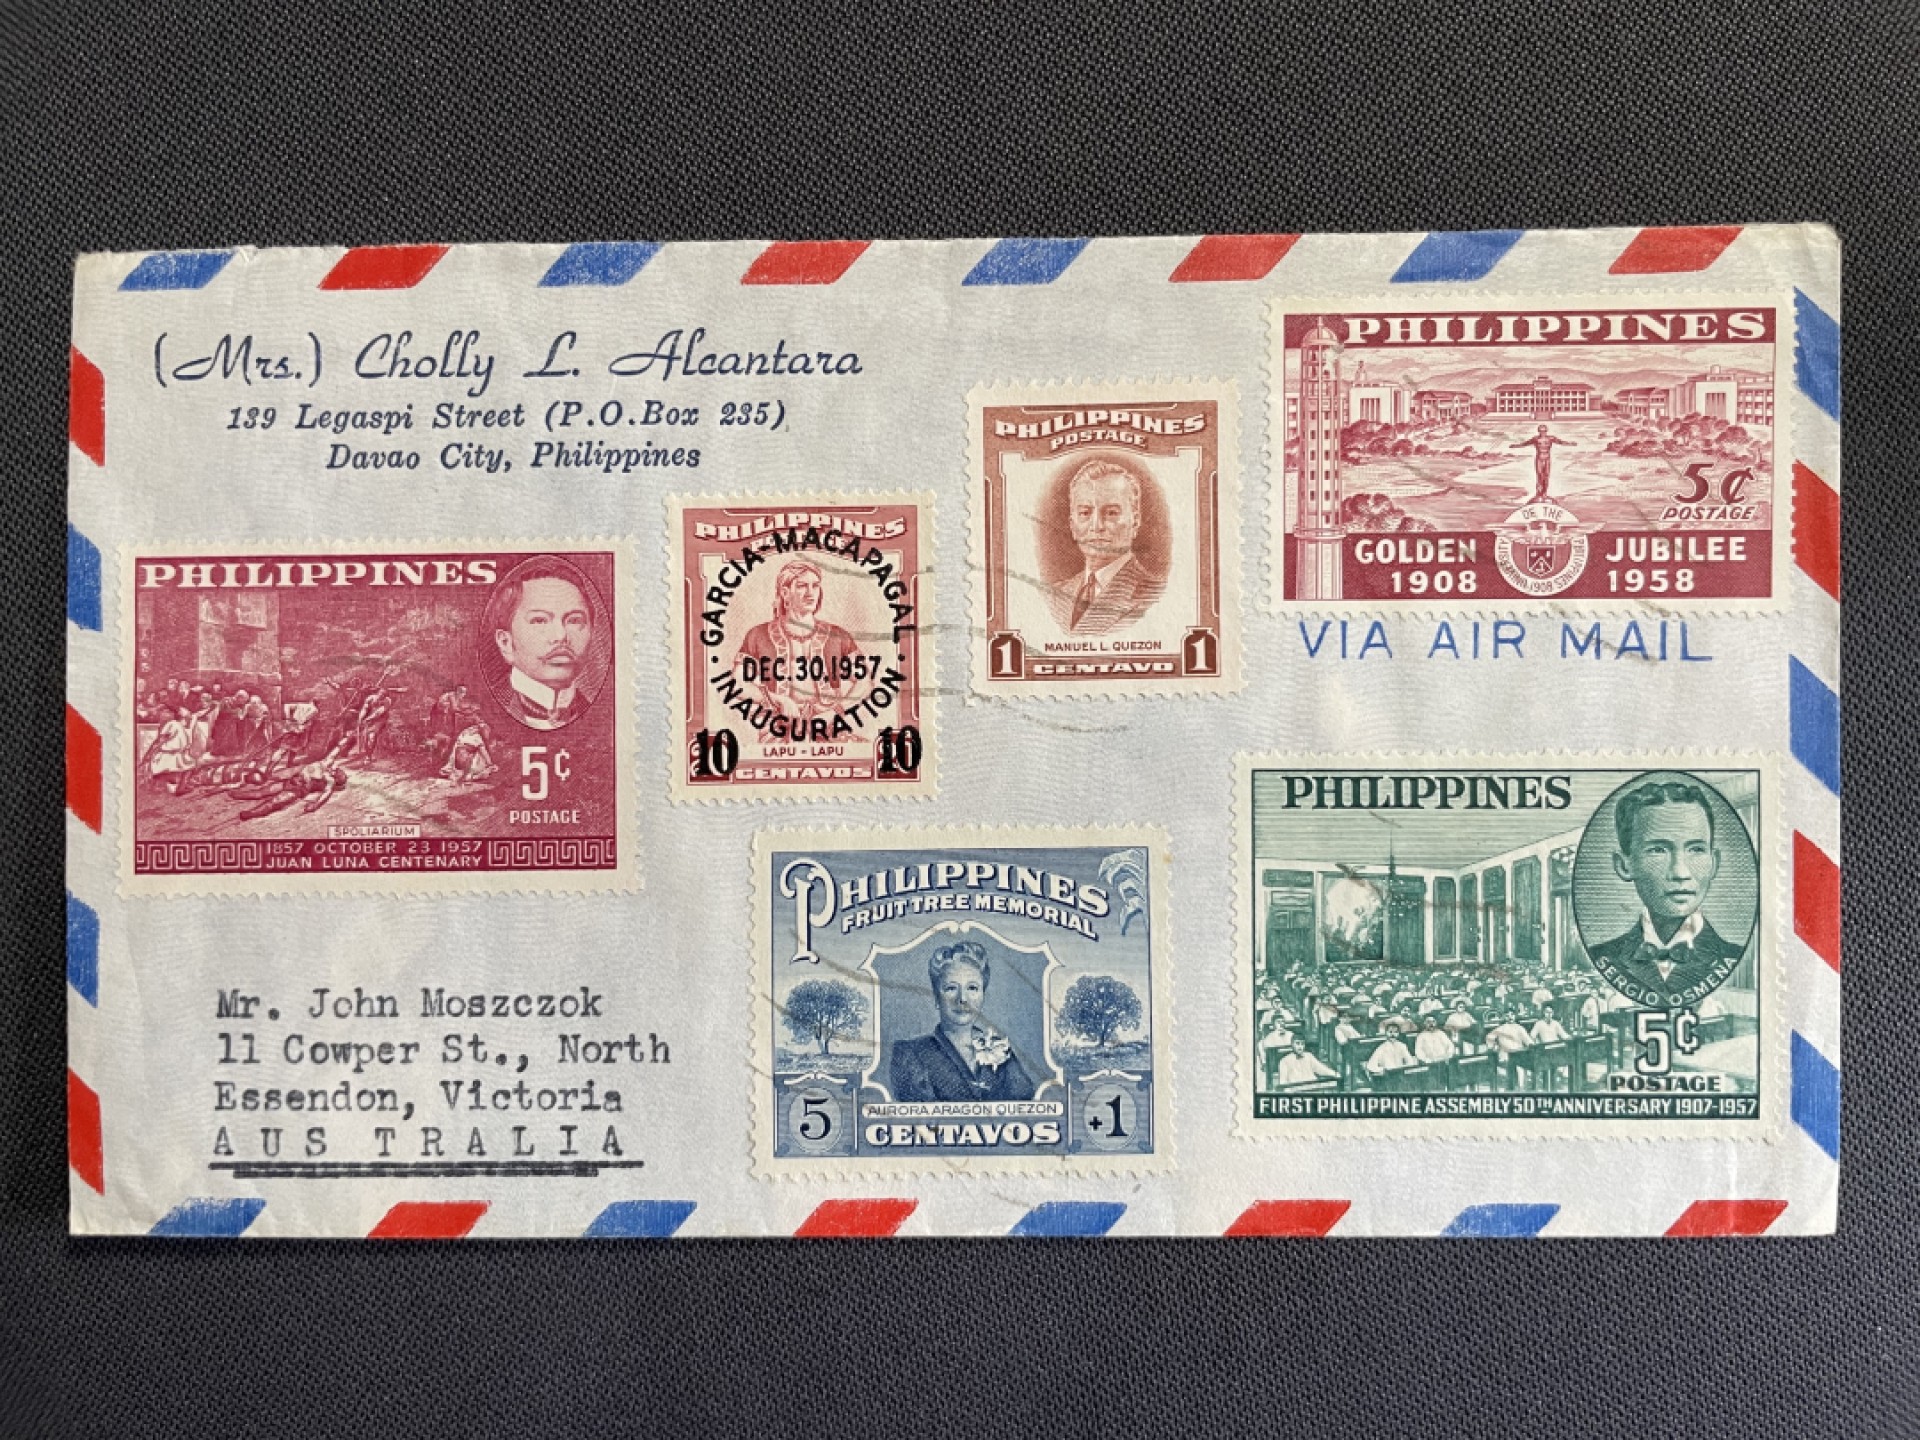 (Mrs.) Cholly L. Alcantara
139 Legaspi Street (P.O.Box 235)
Davao City, Philippines
PHILIPPINES
5¢
POSTAGE
SPOLIARIUM
1857 OCTOBER 23 1957
JUAN LUNA CENTENARY
PHILIPPINES
GARCIA-MACAPAGAL
DEC.30.1957
INAUGURATION
LAPU-LAPU
10 10
CENTAVOS
PHILIPPINES
POSTAGE
MANUEL L. QUEZON
1 CENTAVO 1
PHILIPPINES
5¢
POSTAGE
GOLDEN JUBILEE
1908 1958
VIA AIR MAIL
PHILIPPINES
FRUIT TREE MEMORIAL
AURORA ARAGON QUEZON
5 CENTAVOS +1
PHILIPPINES
SERGIO OSMEÑA
5¢
POSTAGE
FIRST PHILIPPINE ASSEMBLY 50TH ANNIVERSARY 1907-1957
Mr. John Moszczok
11 Cowper St., North
Essendon, Victoria
AUS TRALIA